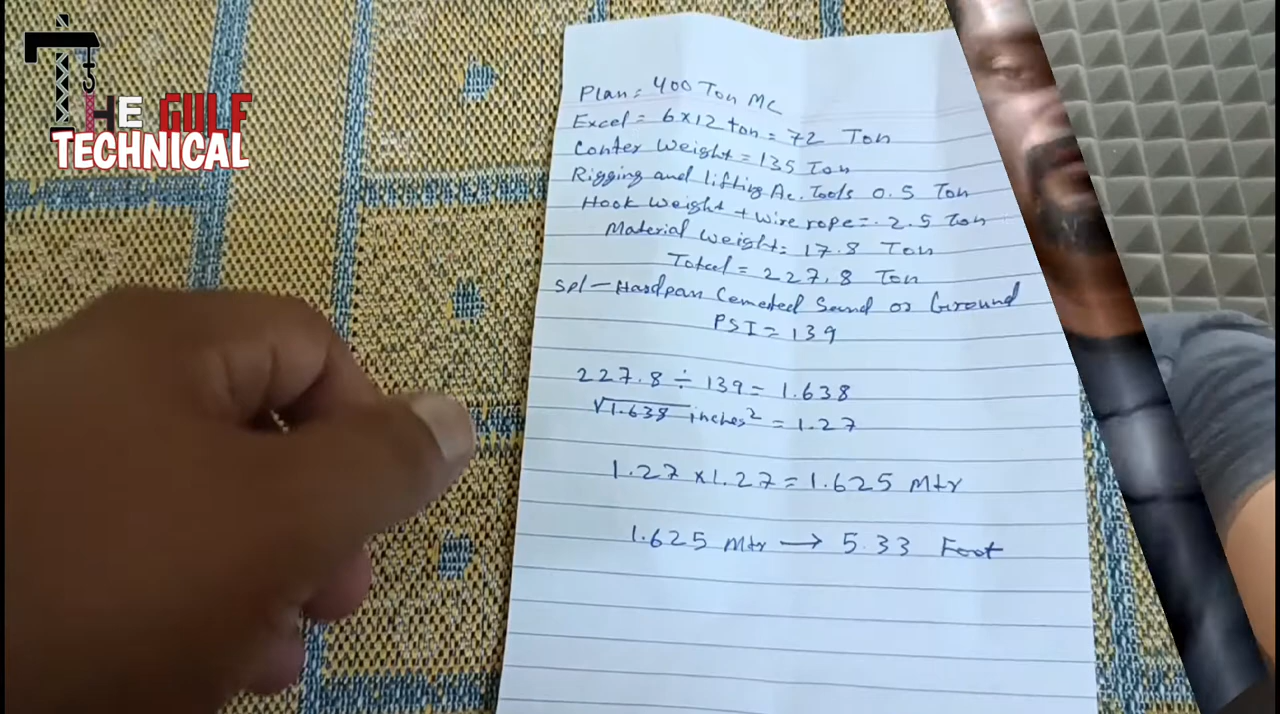 THE GULF
TECHNICAL
Plan = 400 Ton MC
Excel = 6x12 ton = 72 Ton
Conter Weight = 135 Ton
Rigging and lifting Ac. Tools 0.5 Ton
Hook Weight + Wire rope = 2.5 Ton
Material Weight = 17.8 Ton
Total = 227.8 Ton
Spl - Hardpan Cemeted Sand or Ground
PSI = 139
227.8 ÷ 139 = 1.638
√1.638 inches² = 1.27
1.27 x 1.27 = 1.625 Mtr
1.625 Mtr → 5.33 Foot